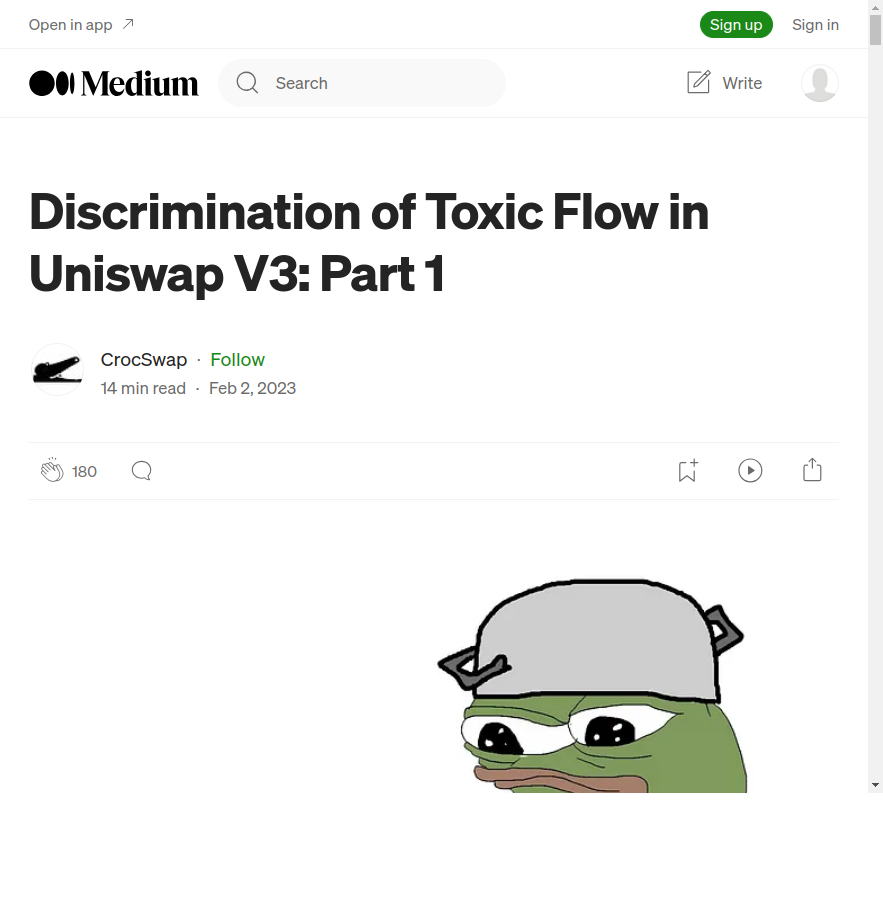 Open in app
Sign up
Sign in
Medium
Search
Write
Discrimination of Toxic Flow in
Uniswap V3: Part 1
CrocSwap · Follow
14 min read · Feb 2, 2023
180